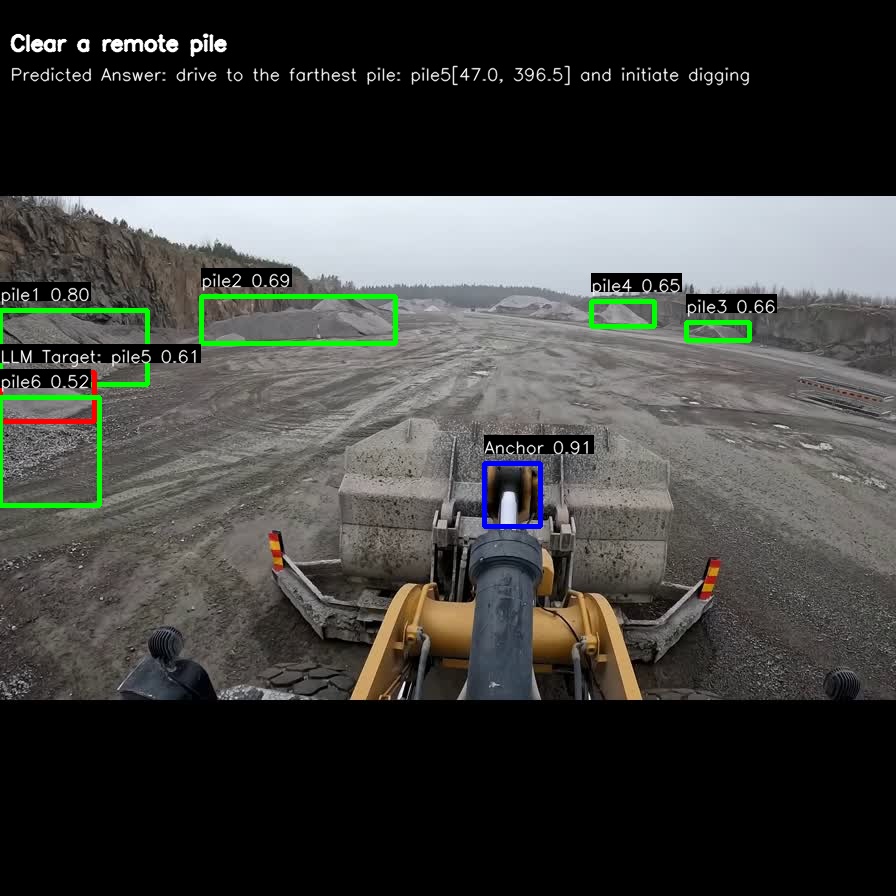 Clear a remote pile
Predicted Answer: drive to the farthest pile: pile5[47.0, 396.5] and initiate digging
pile2 0.69
pile4 0.65
pile1 0.80
pile3 0.66
LLM Target: pile5 0.61
pile6 0.52
Anchor 0.91